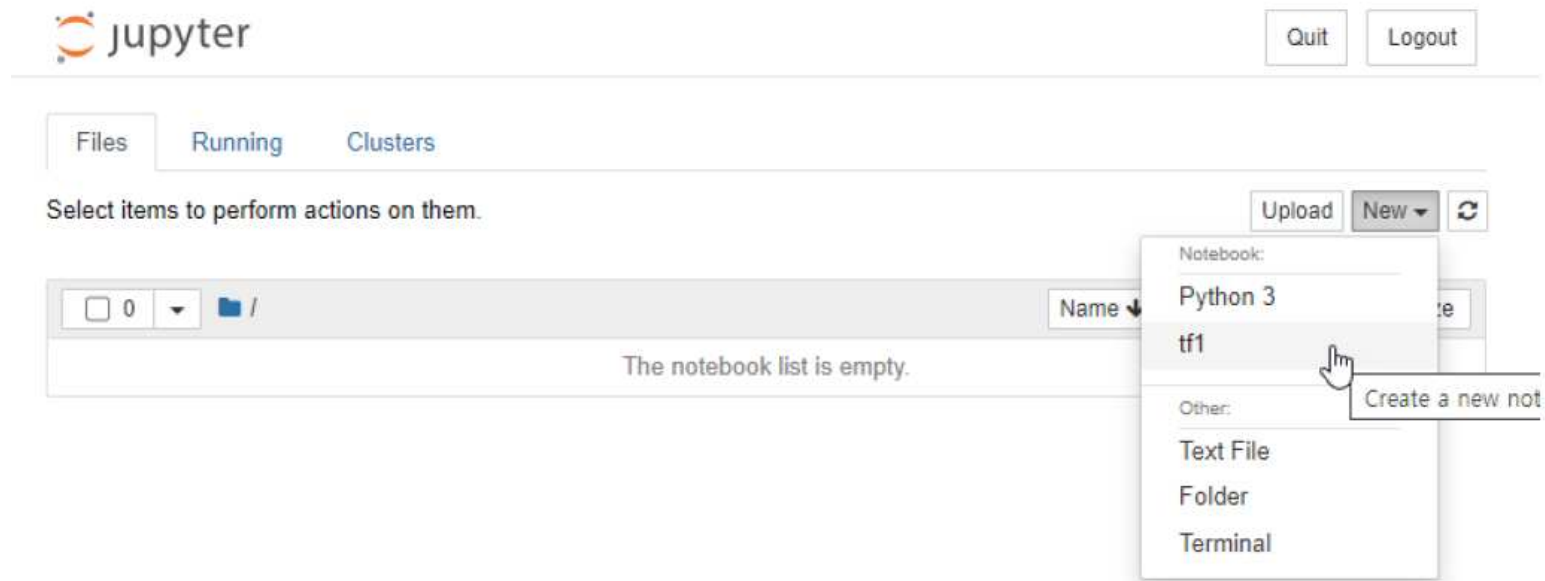 jupyter
Quit
Logout
Files
Running
Clusters
Select items to perform actions on them.
Upload
New
Notebook:
Python 3
tf1
Other:
Text File
Folder
Terminal
0
/
Name
The notebook list is empty.
Create a new not